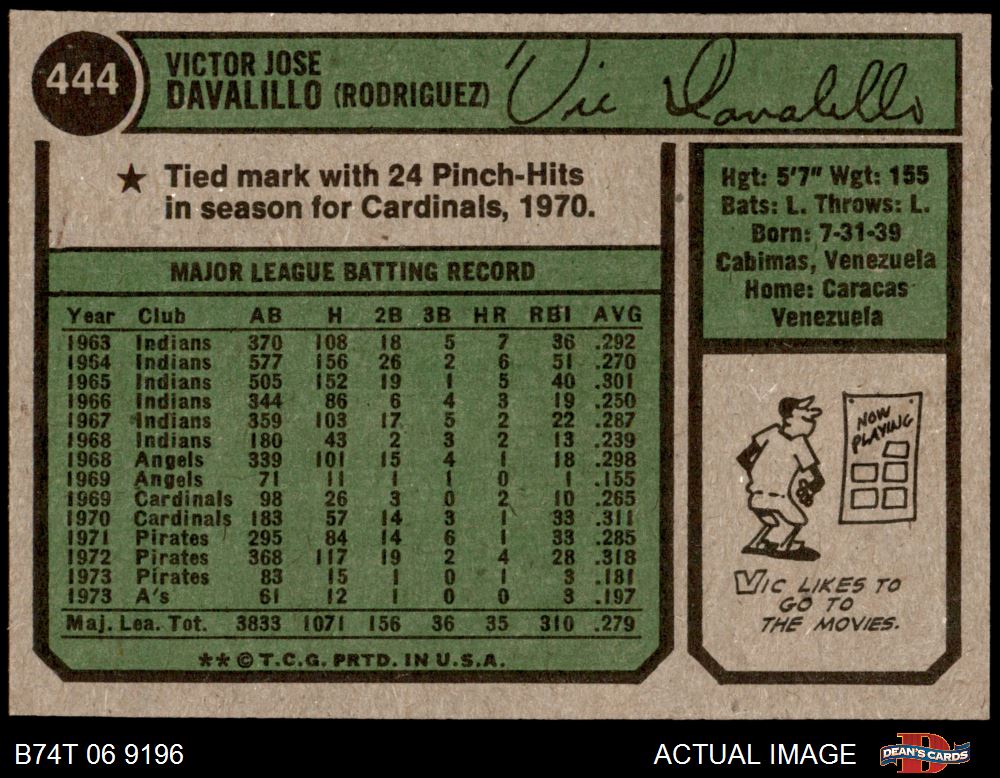 444
VICTOR JOSE
DAVALILLO (RODRIGUEZ)
Vic Davalillo
★ Tied mark with 24 Pinch-Hits
in season for Cardinals, 1970.
MAJOR LEAGUE BATTING RECORD
Year Club AB H 2B 3B HR RBI AVG
1963 Indians 370 108 18 5 7 36 .292
1964 Indians 577 156 26 2 6 51 .270
1965 Indians 505 152 19 1 5 40 .301
1966 Indians 344 86 6 4 3 19 .250
1967 Indians 359 103 17 5 2 22 .287
1968 Indians 180 43 2 3 2 13 .239
1968 Angels 339 101 15 4 1 18 .298
1969 Angels 71 11 1 1 0 1 .155
1969 Cardinals 98 26 3 0 2 10 .265
1970 Cardinals 183 57 14 3 1 33 .311
1971 Pirates 295 84 14 6 1 33 .285
1972 Pirates 368 117 19 2 4 28 .318
1973 Pirates 83 15 1 0 1 3 .181
1973 A's 61 12 1 0 0 3 .197
Maj. Lea. Tot. 3833 1071 156 36 35 310 .279
** © T.C.G. PRTD. IN U.S.A.
Hgt: 5'7" Wgt: 155
Bats: L. Throws: L.
Born: 7-31-39
Cabimas, Venezuela
Home: Caracas
Venezuela
NOW
PLAYING
VIC LIKES TO
GO TO
THE MOVIES.
B74T 06 9196
ACTUAL IMAGE
DEAN'S CARDS